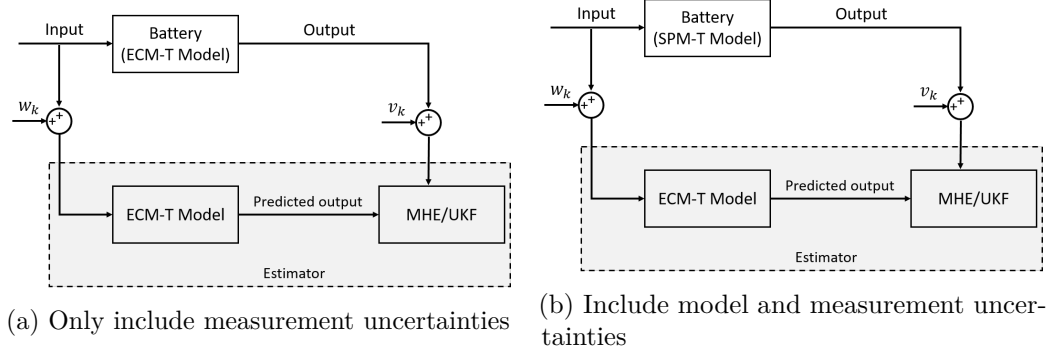 Input
Battery
(ECM-T Model)
Output
w_k
+
+
v_k
+
+
ECM-T Model
Predicted output
MHE/UKF
Estimator
(a) Only include measurement uncertainties
Input
Battery
(SPM-T Model)
Output
w_k
+
+
v_k
+
+
ECM-T Model
Predicted output
MHE/UKF
Estimator
(b) Include model and measurement uncer-
tainties